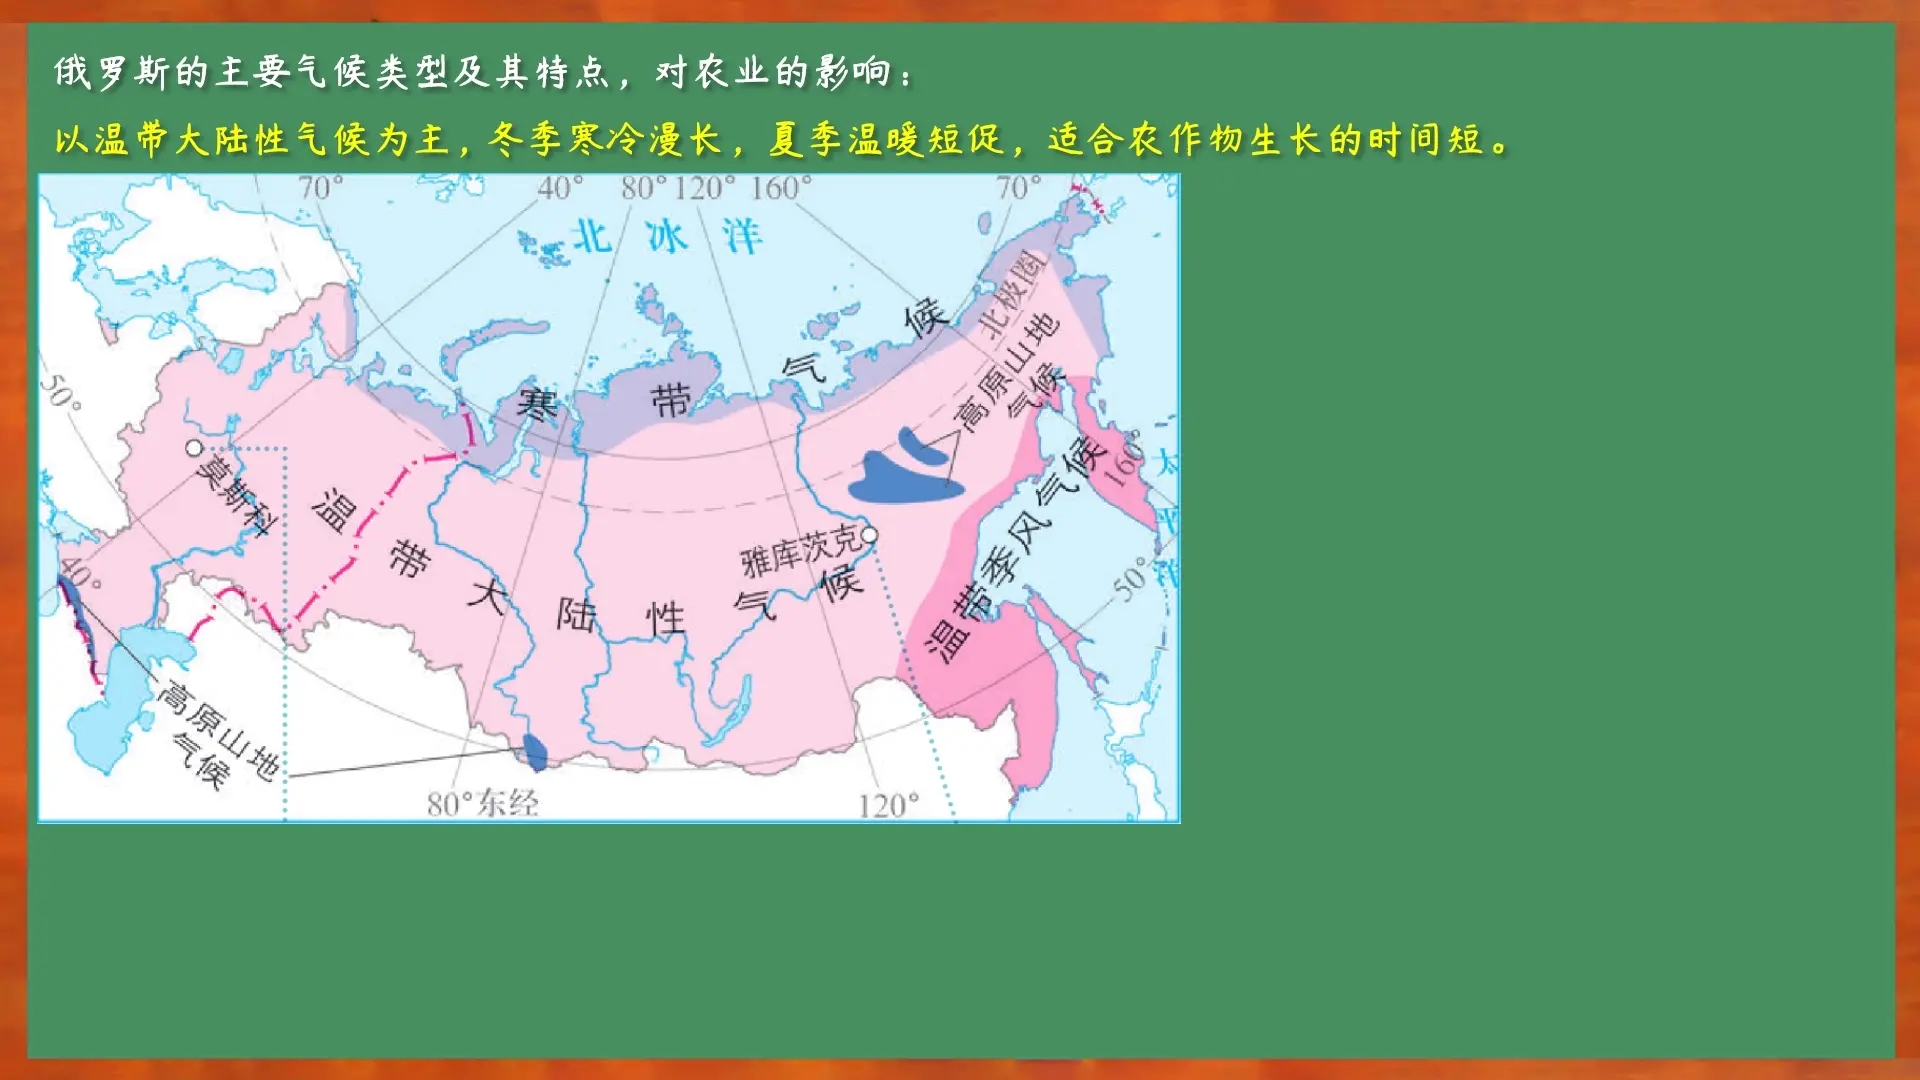 俄罗斯的主要气候类型及其特点，对农业的影响：
以温带大陆性气候为主，冬季寒冷漫长，夏季温暖短促，适合农作物生长的时间短。
70° 40° 80° 120° 160° 70°
北冰洋
北极圈
寒带气候
高原山地
气候
50°
莫斯科
160°
太平洋
温带大陆性气候
雅库茨克
温带季风气候
40°
50°
高原山地
气候
80°东经
120°